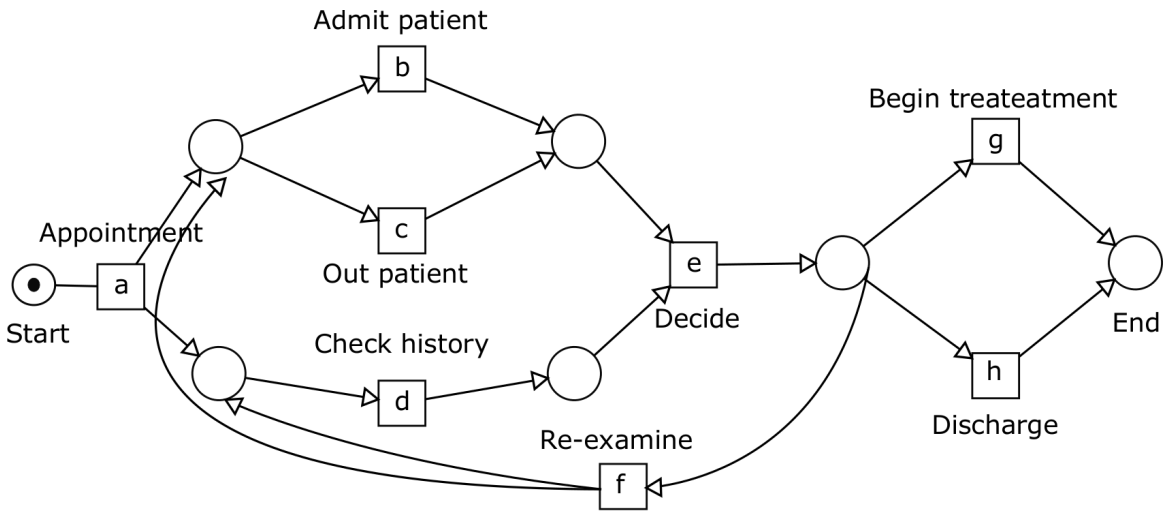 Admit patient
b
Begin treateatment
g
Appointment
c
a
Out patient
e
Start
Decide
End
Check history
h
d
Discharge
Re-examine
f